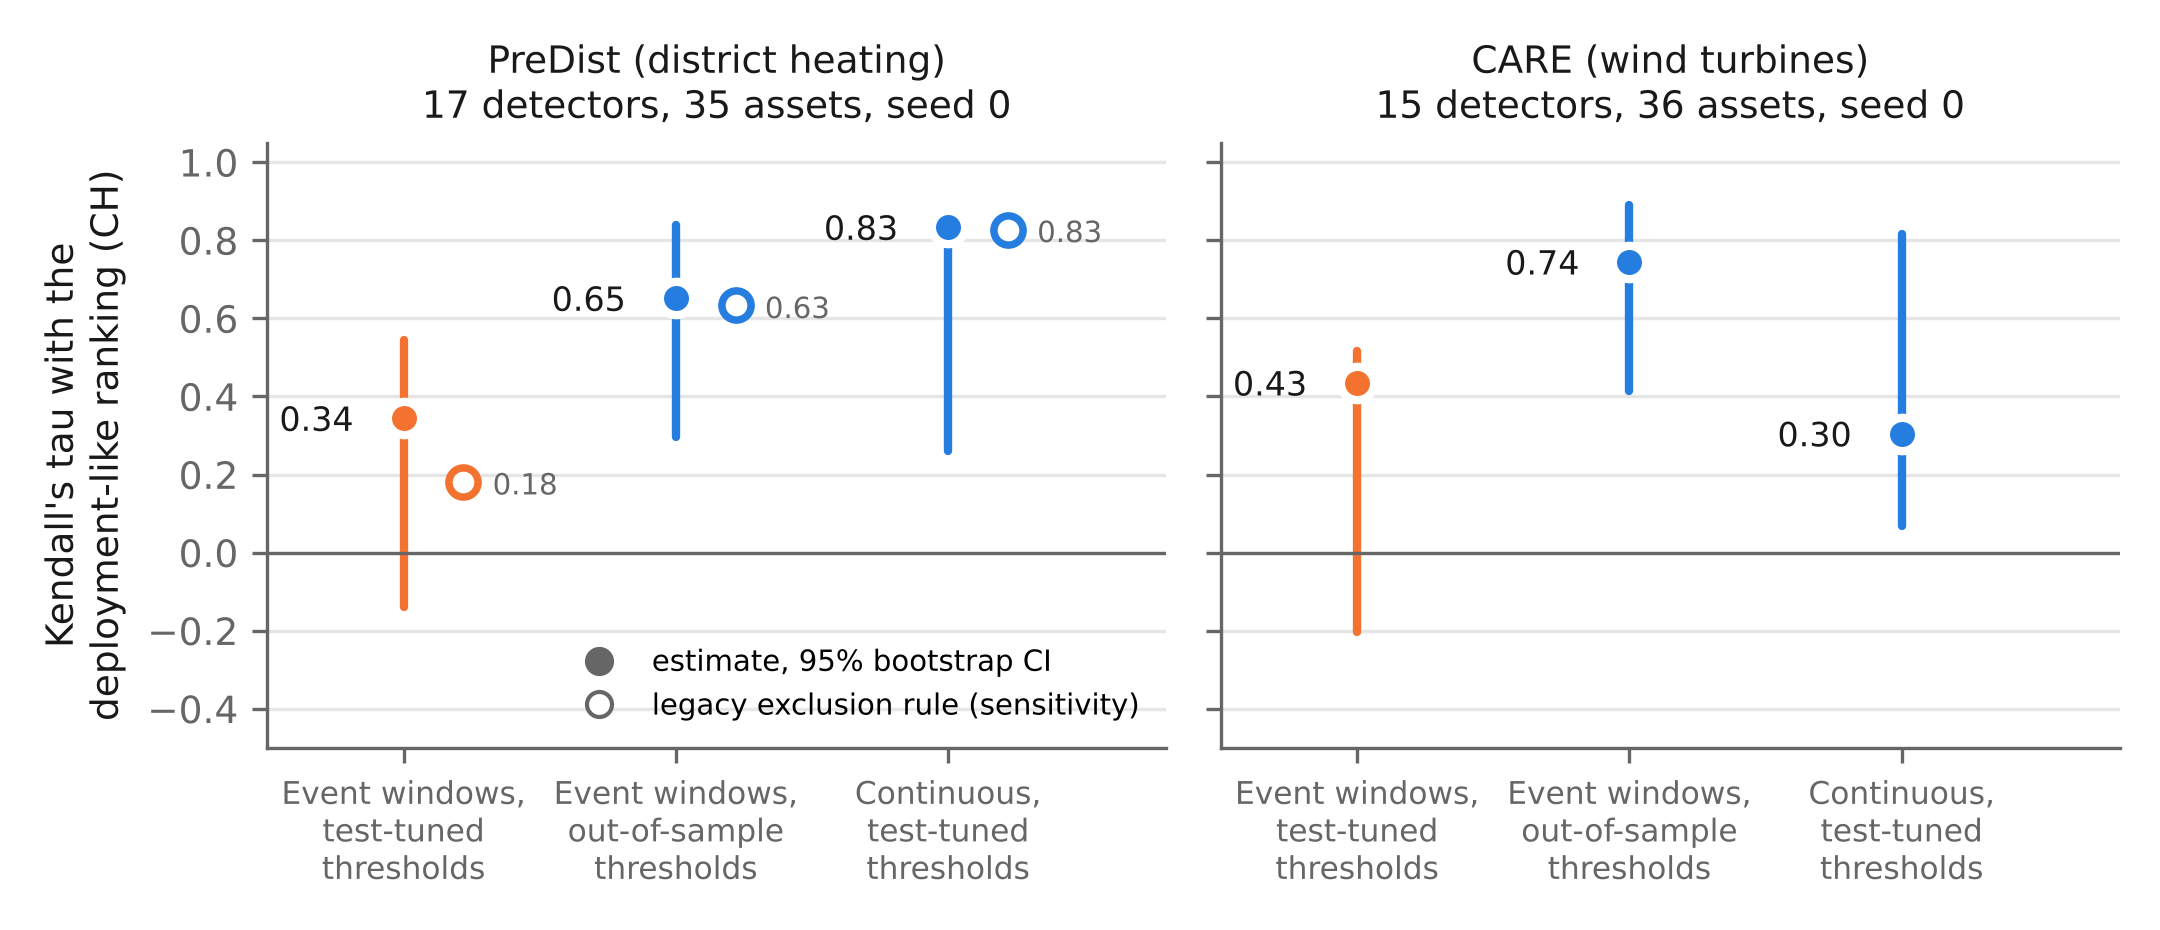 PreDist (district heating)
17 detectors, 35 assets, seed 0
CARE (wind turbines)
15 detectors, 36 assets, seed 0
Kendall's tau with the
deployment-like ranking (CH)
1.0
0.8
0.6
0.4
0.2
0.0
−0.2
−0.4
0.34
0.18
0.65
0.63
0.83
0.83
estimate, 95% bootstrap CI
legacy exclusion rule (sensitivity)
0.43
0.74
0.30
Event windows,
test-tuned
thresholds
Event windows,
out-of-sample
thresholds
Continuous,
test-tuned
thresholds
Event windows,
test-tuned
thresholds
Event windows,
out-of-sample
thresholds
Continuous,
test-tuned
thresholds